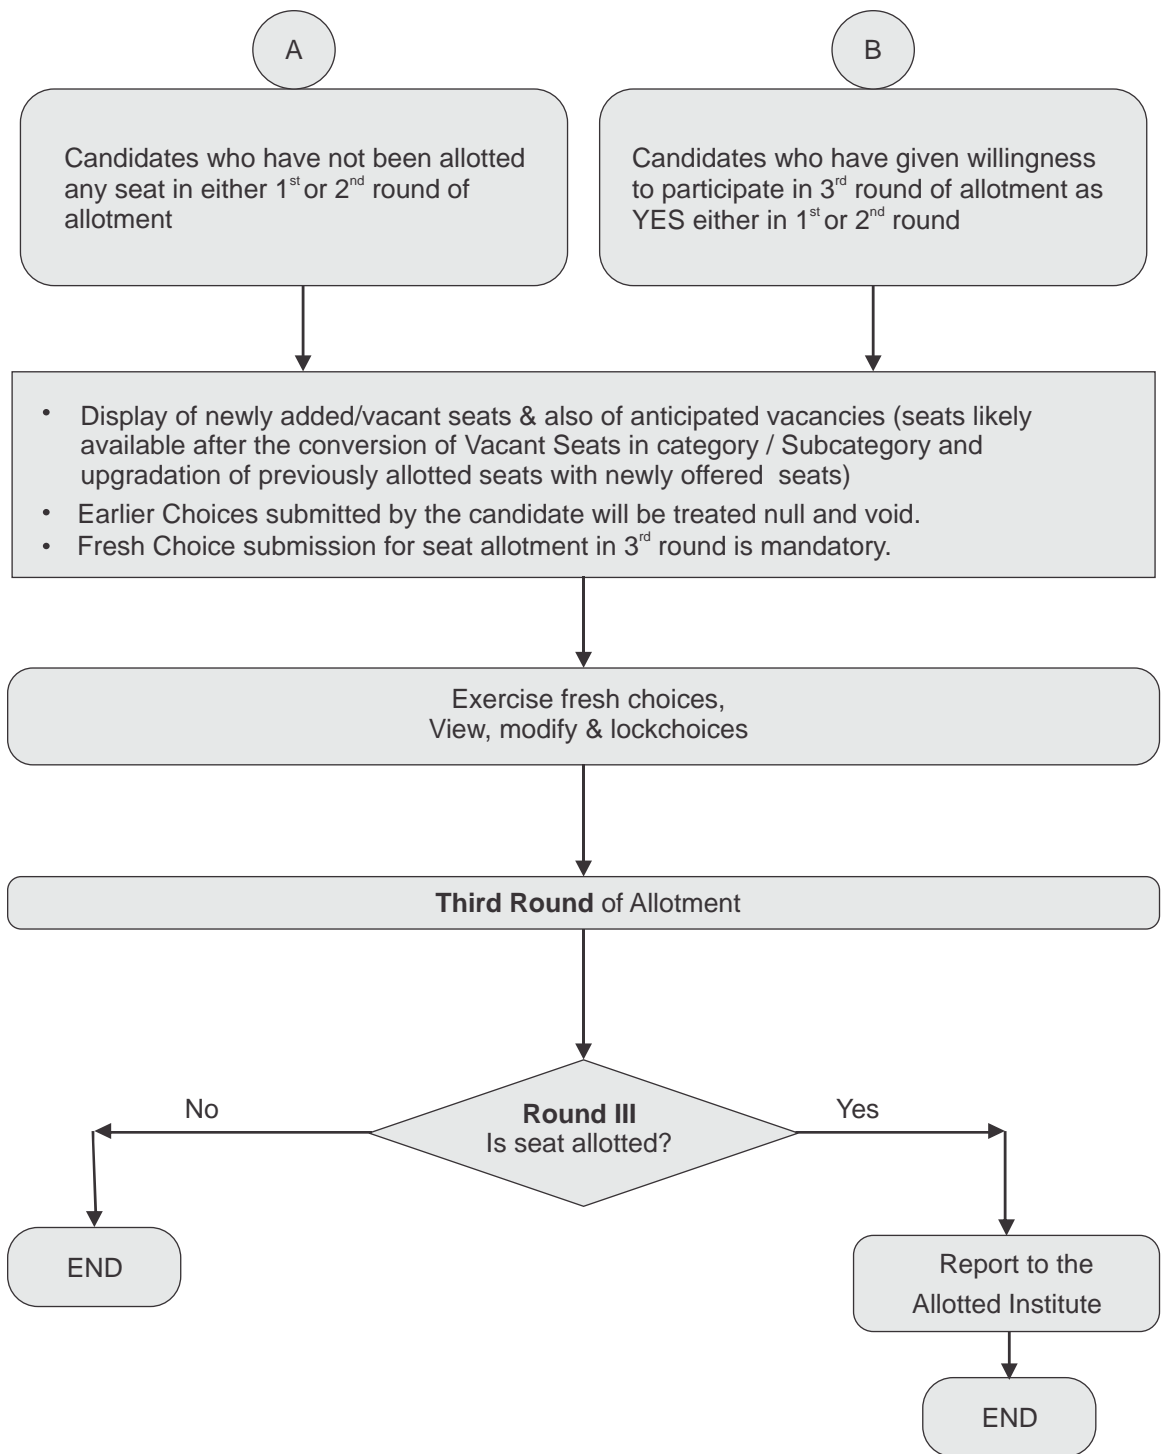 A
B
Candidates who have not been allotted
any seat in either 1st or 2nd round of
allotment
Candidates who have given willingness
to participate in 3rd round of allotment as
YES either in 1st or 2nd round
• Display of newly added/vacant seats & also of anticipated vacancies (seats likely
available after the conversion of Vacant Seats in category / Subcategory and
upgradation of previously allotted seats with newly offered seats)
• Earlier Choices submitted by the candidate will be treated null and void.
• Fresh Choice submission for seat allotment in 3rd round is mandatory.
Exercise fresh choices,
View, modify & lockchoices
Third Round of Allotment
No
Yes
Round III
Is seat allotted?
END
Report to the
Allotted Institute
END